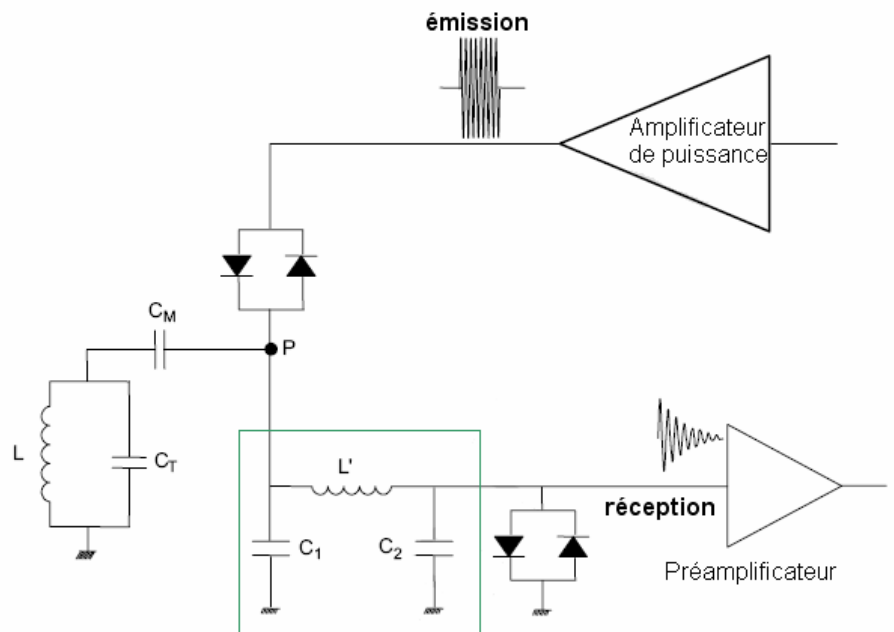 émission
Amplificateur
de puissance
C_M
P
L
C_T
L'
réception
C_1
C_2
Préamplificateur